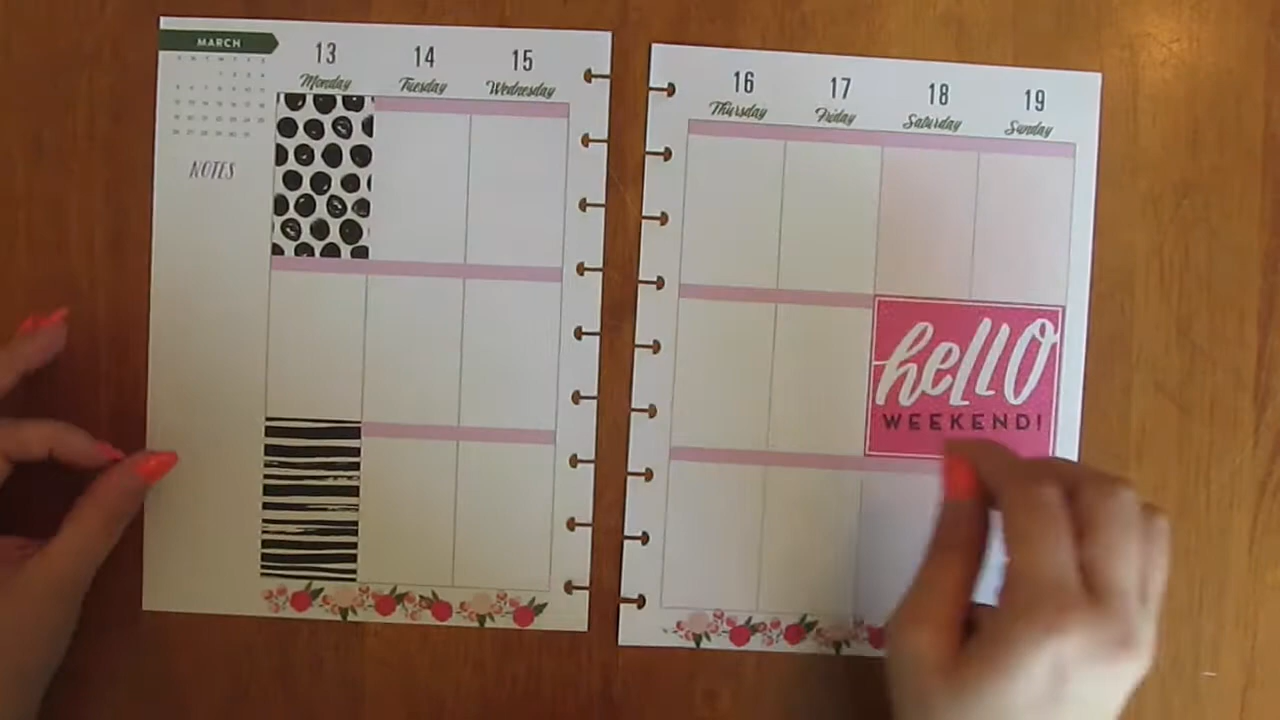 MARCH
13
14
15
Monday
Tuesday
Wednesday
NOTES
16
17
18
19
Thursday
Friday
Saturday
Sunday
hello
WEEKEND!